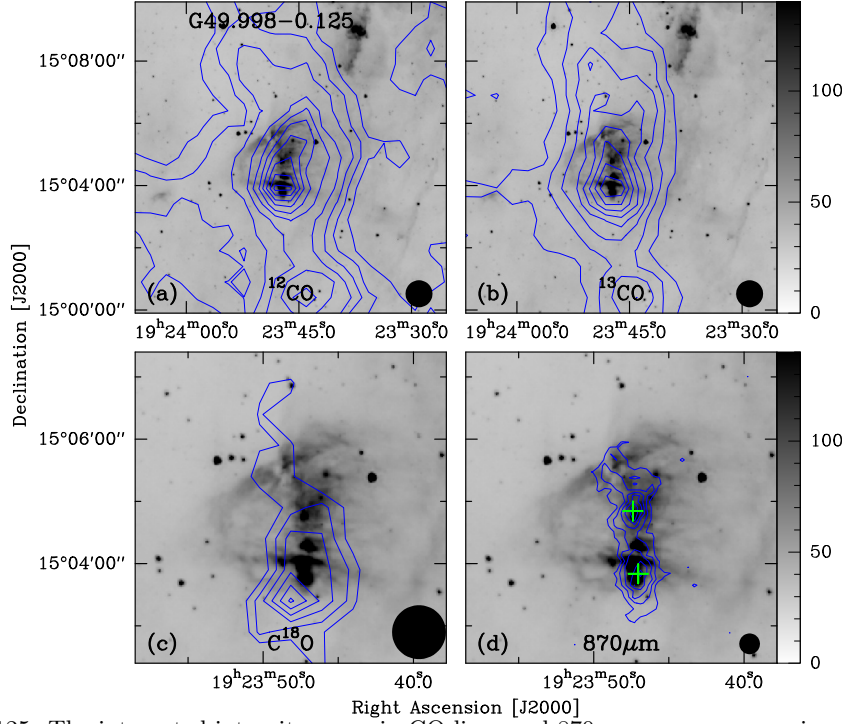 G49.998−0.125
15°08′00″
100
15°04′00″
50
15°00′00″
(a) ¹²CO
(b) ¹³CO
0
19ʰ24ᵐ00ˢ.0 23ᵐ45ˢ.0 23ᵐ30ˢ.0
19ʰ24ᵐ00ˢ.0 23ᵐ45ˢ.0 23ᵐ30ˢ.0
Declination [J2000]
15°06′00″
100
15°04′00″
50
(c) C¹⁸O
(d) 870μm
0
19ʰ23ᵐ50ˢ.0 40ˢ.0
19ʰ23ᵐ50ˢ.0 40ˢ.0
Right Ascension [J2000]